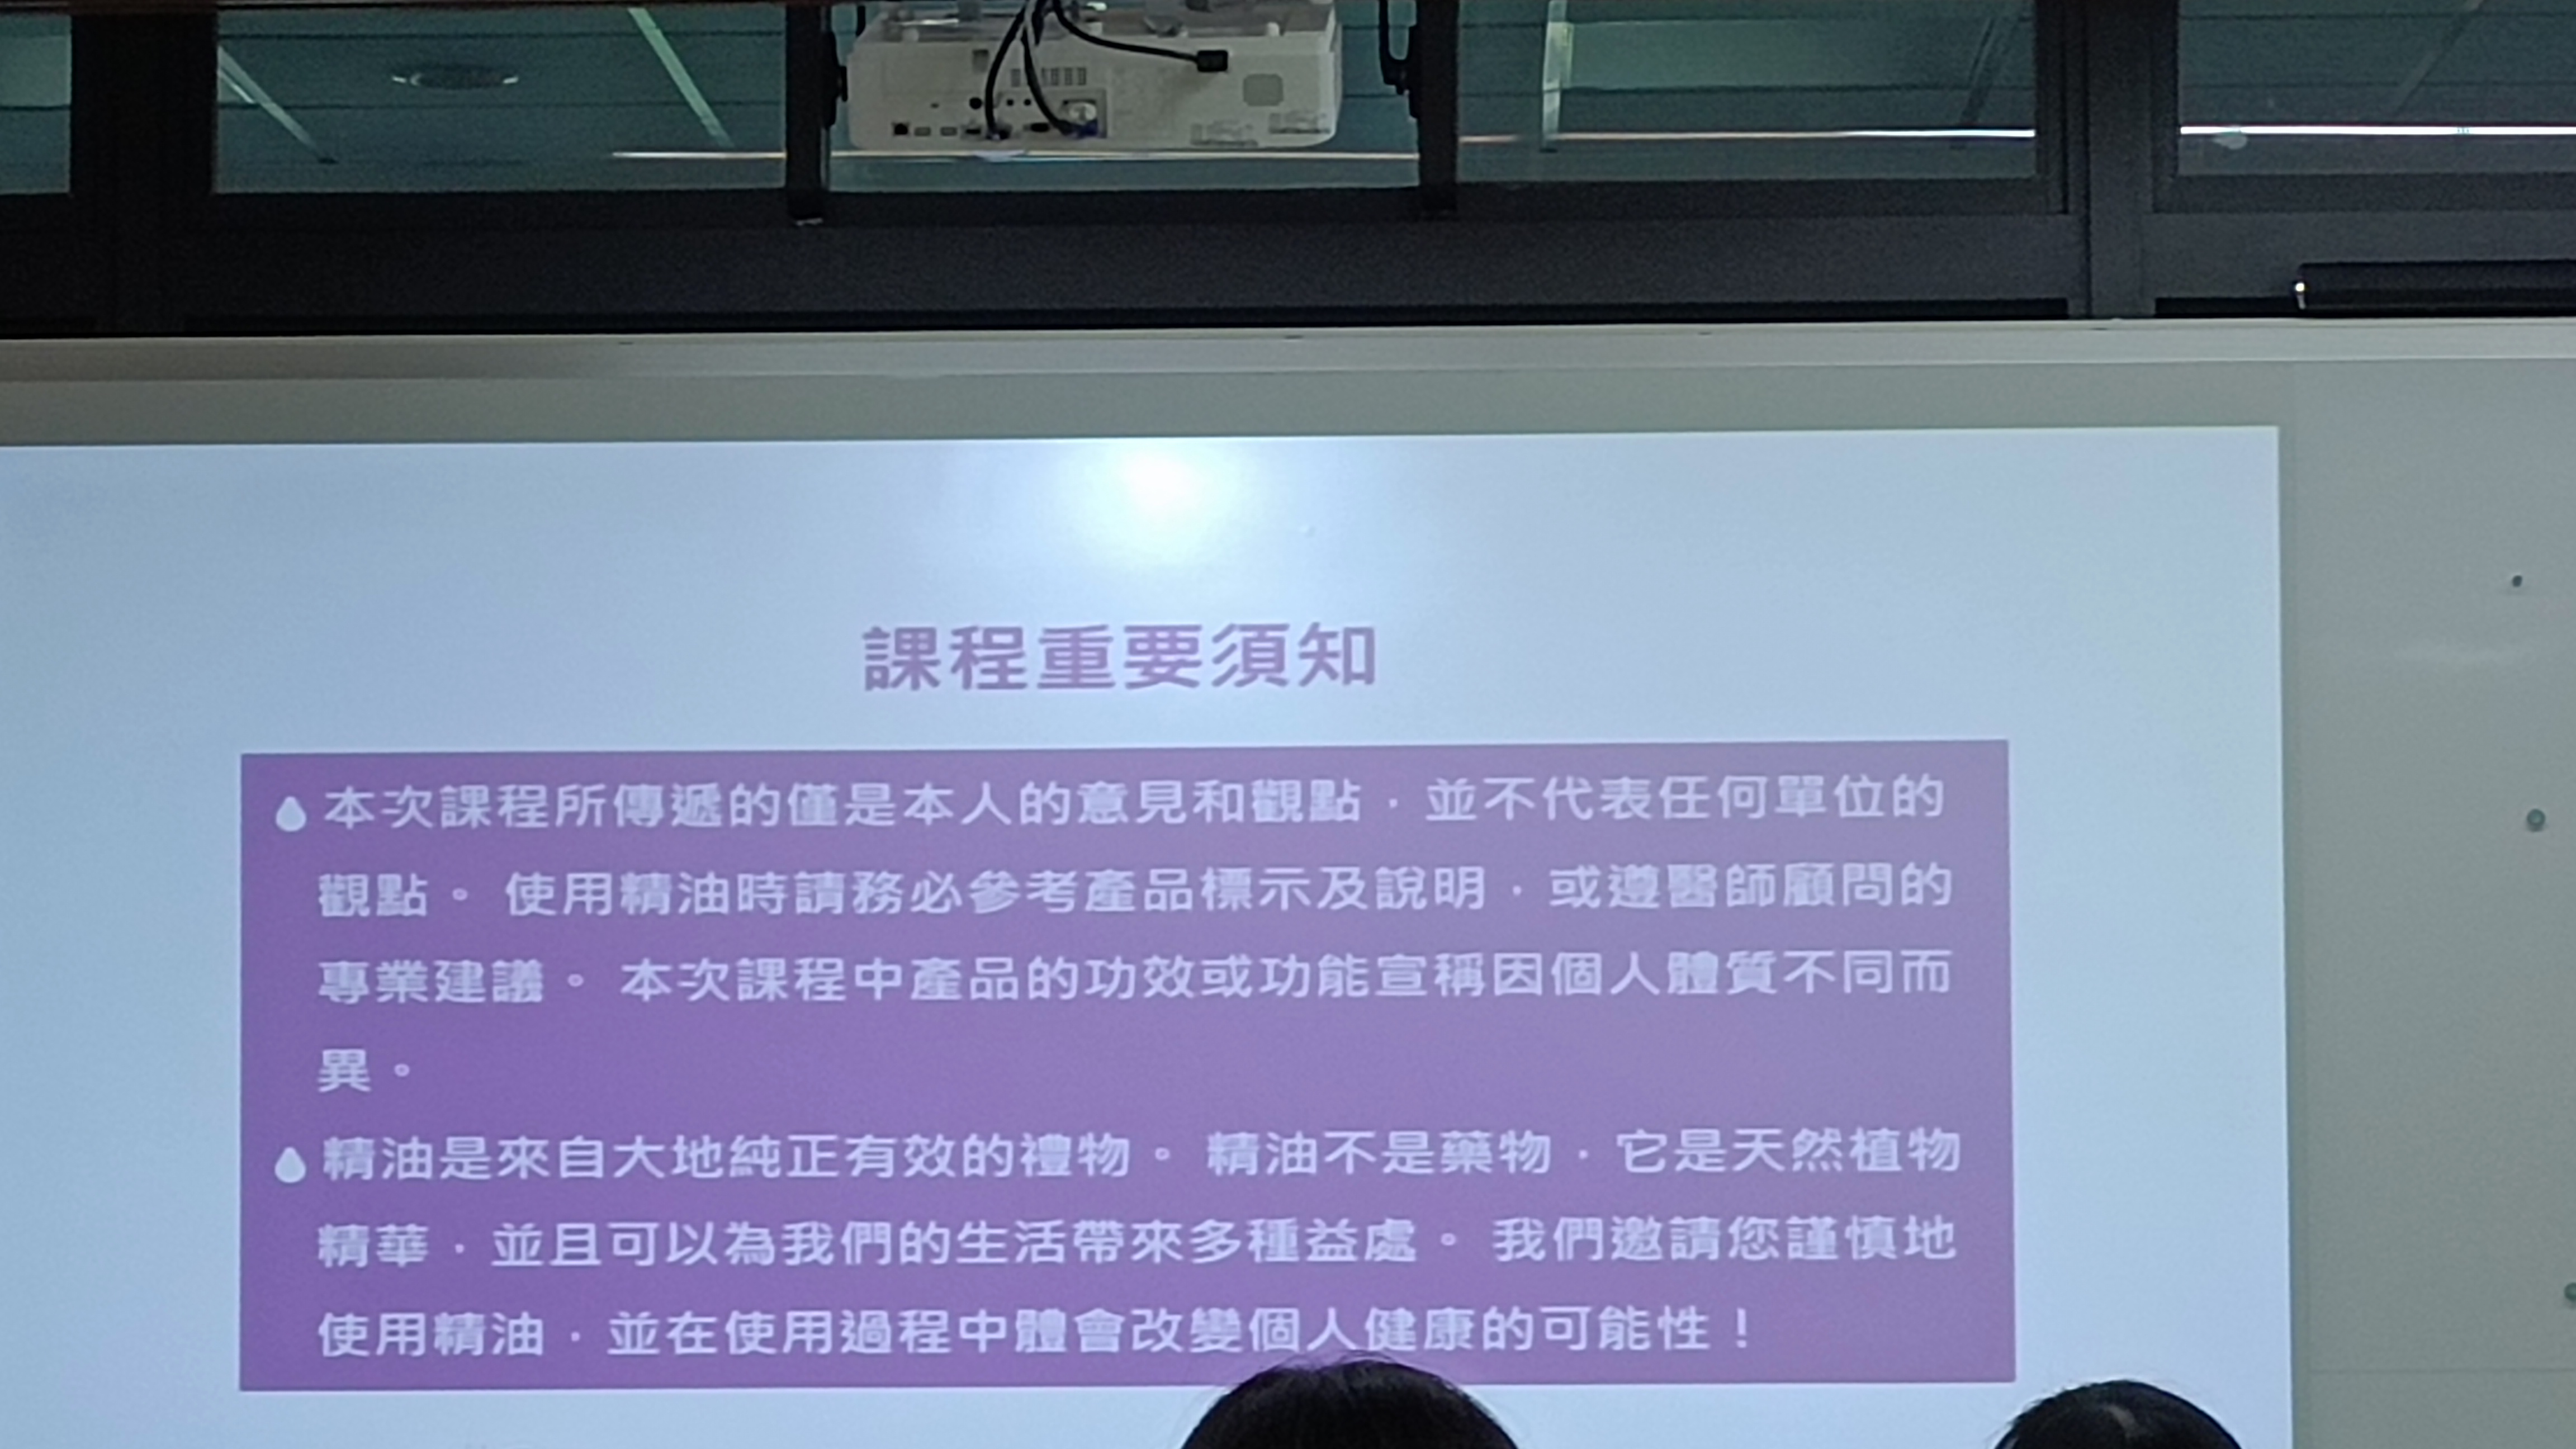 課程重要須知
本次課程所傳遞的僅是本人的意見和觀點，並不代表任何單位的
觀點。 使用精油時請務必參考產品標示及說明，或遵醫師顧問的
專業建議。 本次課程中產品的功效或功能宣稱因個人體質不同而
異。
精油是來自大地純正有效的禮物。 精油不是藥物，它是天然植物
精華，並且可以為我們的生活帶來多種益處。 我們邀請您謹慎地
使用精油，並在使用過程中體會改變個人健康的可能性！